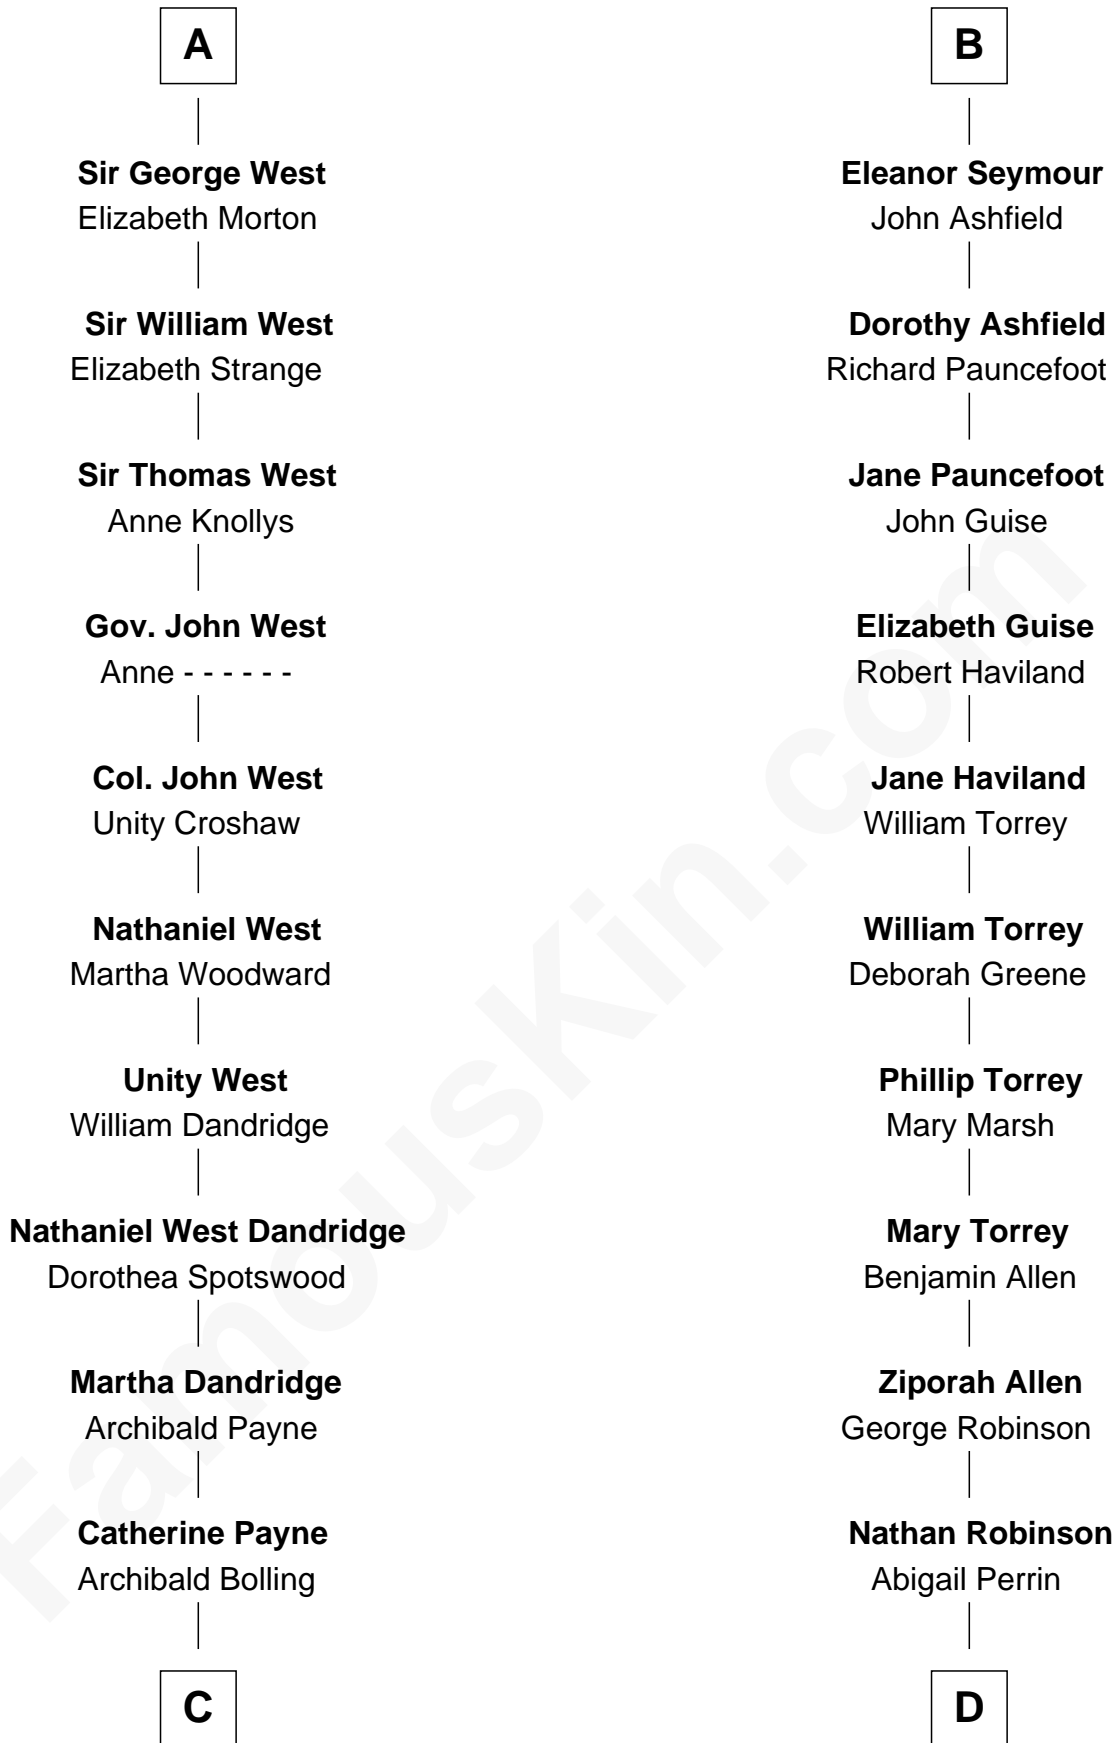 A
Sir George West
Elizabeth Morton
Sir William West
Elizabeth Strange
Sir Thomas West
Anne Knollys
Gov. John West
Anne - - - - - -
Col. John West
Unity Croshaw
Nathaniel West
Martha Woodward
Unity West
William Dandridge
Nathaniel West Dandridge
Dorothea Spotswood
Martha Dandridge
Archibald Payne
Catherine Payne
Archibald Bolling
C
B
Eleanor Seymour
John Ashfield
Dorothy Ashfield
Richard Pauncefoot
Jane Pauncefoot
John Guise
Elizabeth Guise
Robert Haviland
Jane Haviland
William Torrey
William Torrey
Deborah Greene
Phillip Torrey
Mary Marsh
Mary Torrey
Benjamin Allen
Ziporah Allen
George Robinson
Nathan Robinson
Abigail Perrin
D
FamousKin.com